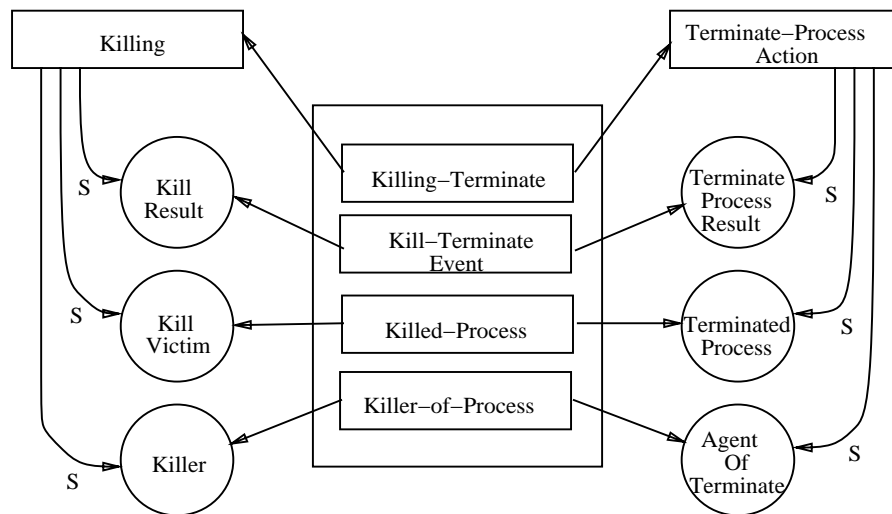 Killing
Terminate–Process
Action
Killing–Terminate
S
Kill
Result
Terminate
Process
Result
S
Kill–Terminate
Event
S
Kill
Victim
Killed–Process
Terminated
Process
S
Killer–of–Process
S
Killer
Agent
Of
Terminate
S